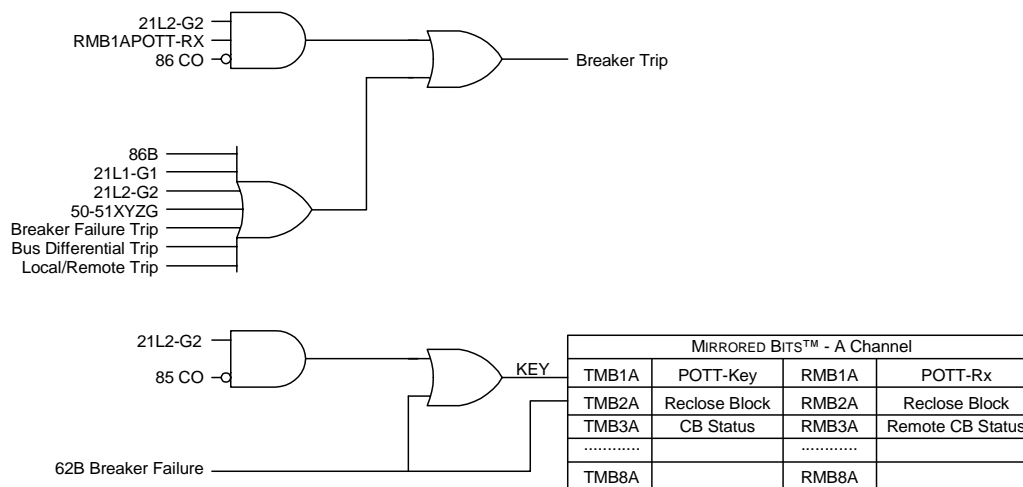 21L2-G2
RMB1APOTT-RX
86 CO
Breaker Trip
86B
21L1-G1
21L2-G2
50-51XYZG
Breaker Failure Trip
Bus Differential Trip
Local/Remote Trip
21L2-G2
85 CO
62B Breaker Failure
KEY
MIRRORED BITS™ - A Channel
TMB1A POTT-Key RMB1A POTT-Rx
TMB2A Reclose Block RMB2A Reclose Block
TMB3A CB Status RMB3A Remote CB Status
............ ............
TMB8A RMB8A